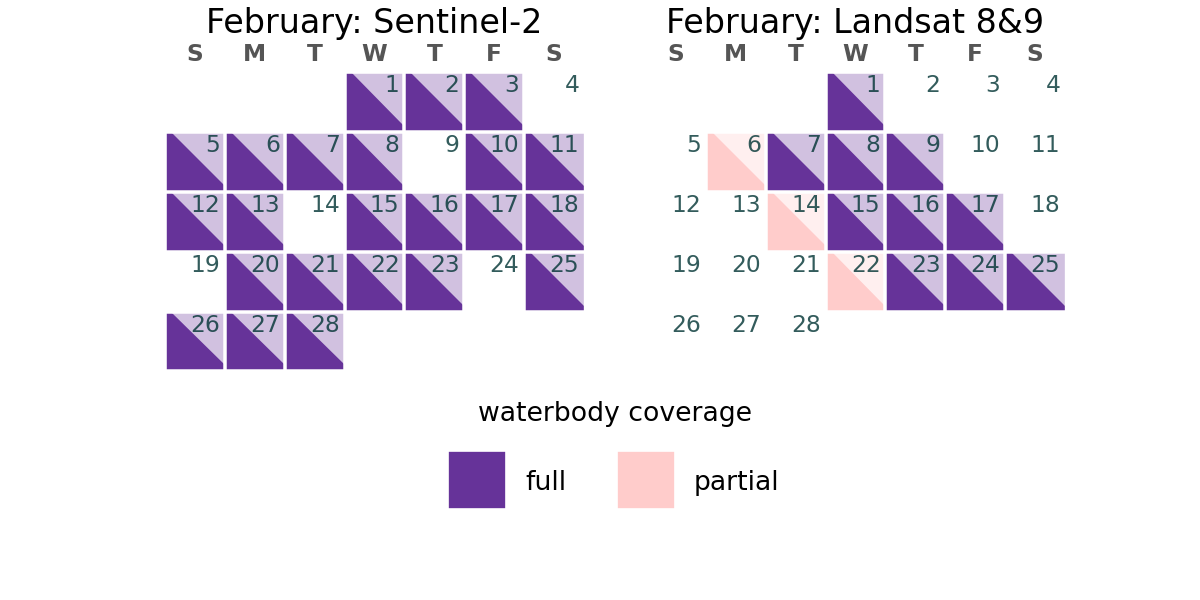 February: Sentinel-2
S M T W T F S
1 2 3 4
5 6 7 8 9 10 11
12 13 14 15 16 17 18
19 20 21 22 23 24 25
26 27 28
February: Landsat 8&9
S M T W T F S
1 2 3 4
5 6 7 8 9 10 11
12 13 14 15 16 17 18
19 20 21 22 23 24 25
26 27 28
waterbody coverage
full partial